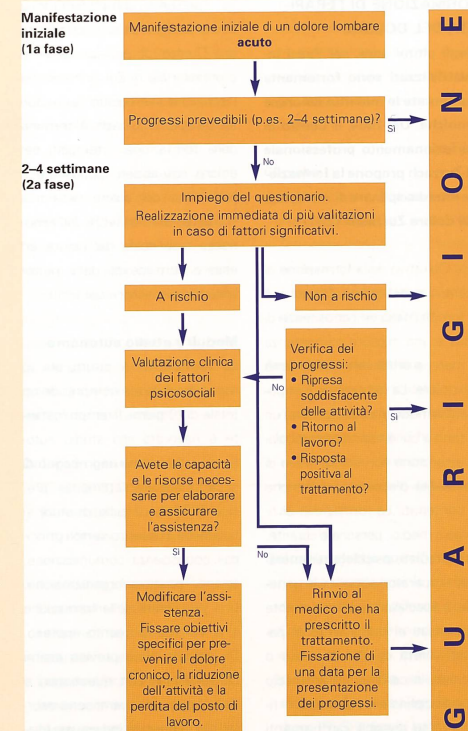 Manifestazione
iniziale
(1a fase)
Manifestazione iniziale di un dolore lombare
acuto
Progressi prevedibili (p.es. 2–4 settimane)?
Sì
No
2–4 settimane
(2a fase)
Impiego del questionario.
Realizzazione immediata di più valitazioni
in caso di fattori significativi.
A rischio
Non a rischio
Valutazione clinica
dei fattori
psicosociali
No
Verifica dei
progressi:
• Ripresa
soddisfacente
delle attività?
• Ritorno al
lavoro?
• Risposta
positiva al
trattamento?
Sì
Avete le capacità
e le risorse neces-
sarie per elaborare
e assicurare
l'assistenza?
Sì
No
Modificare l'assi-
stenza.
Fissare obiettivi
specifici per pre-
venire il dolore
cronico, la riduzione
dell'attività e la
perdita del posto di
lavoro.
Rinvio al
medico che ha
prescritto il
trattamento.
Fissazione di
una data per la
presentazione
dei progressi.
GUARIGIONE